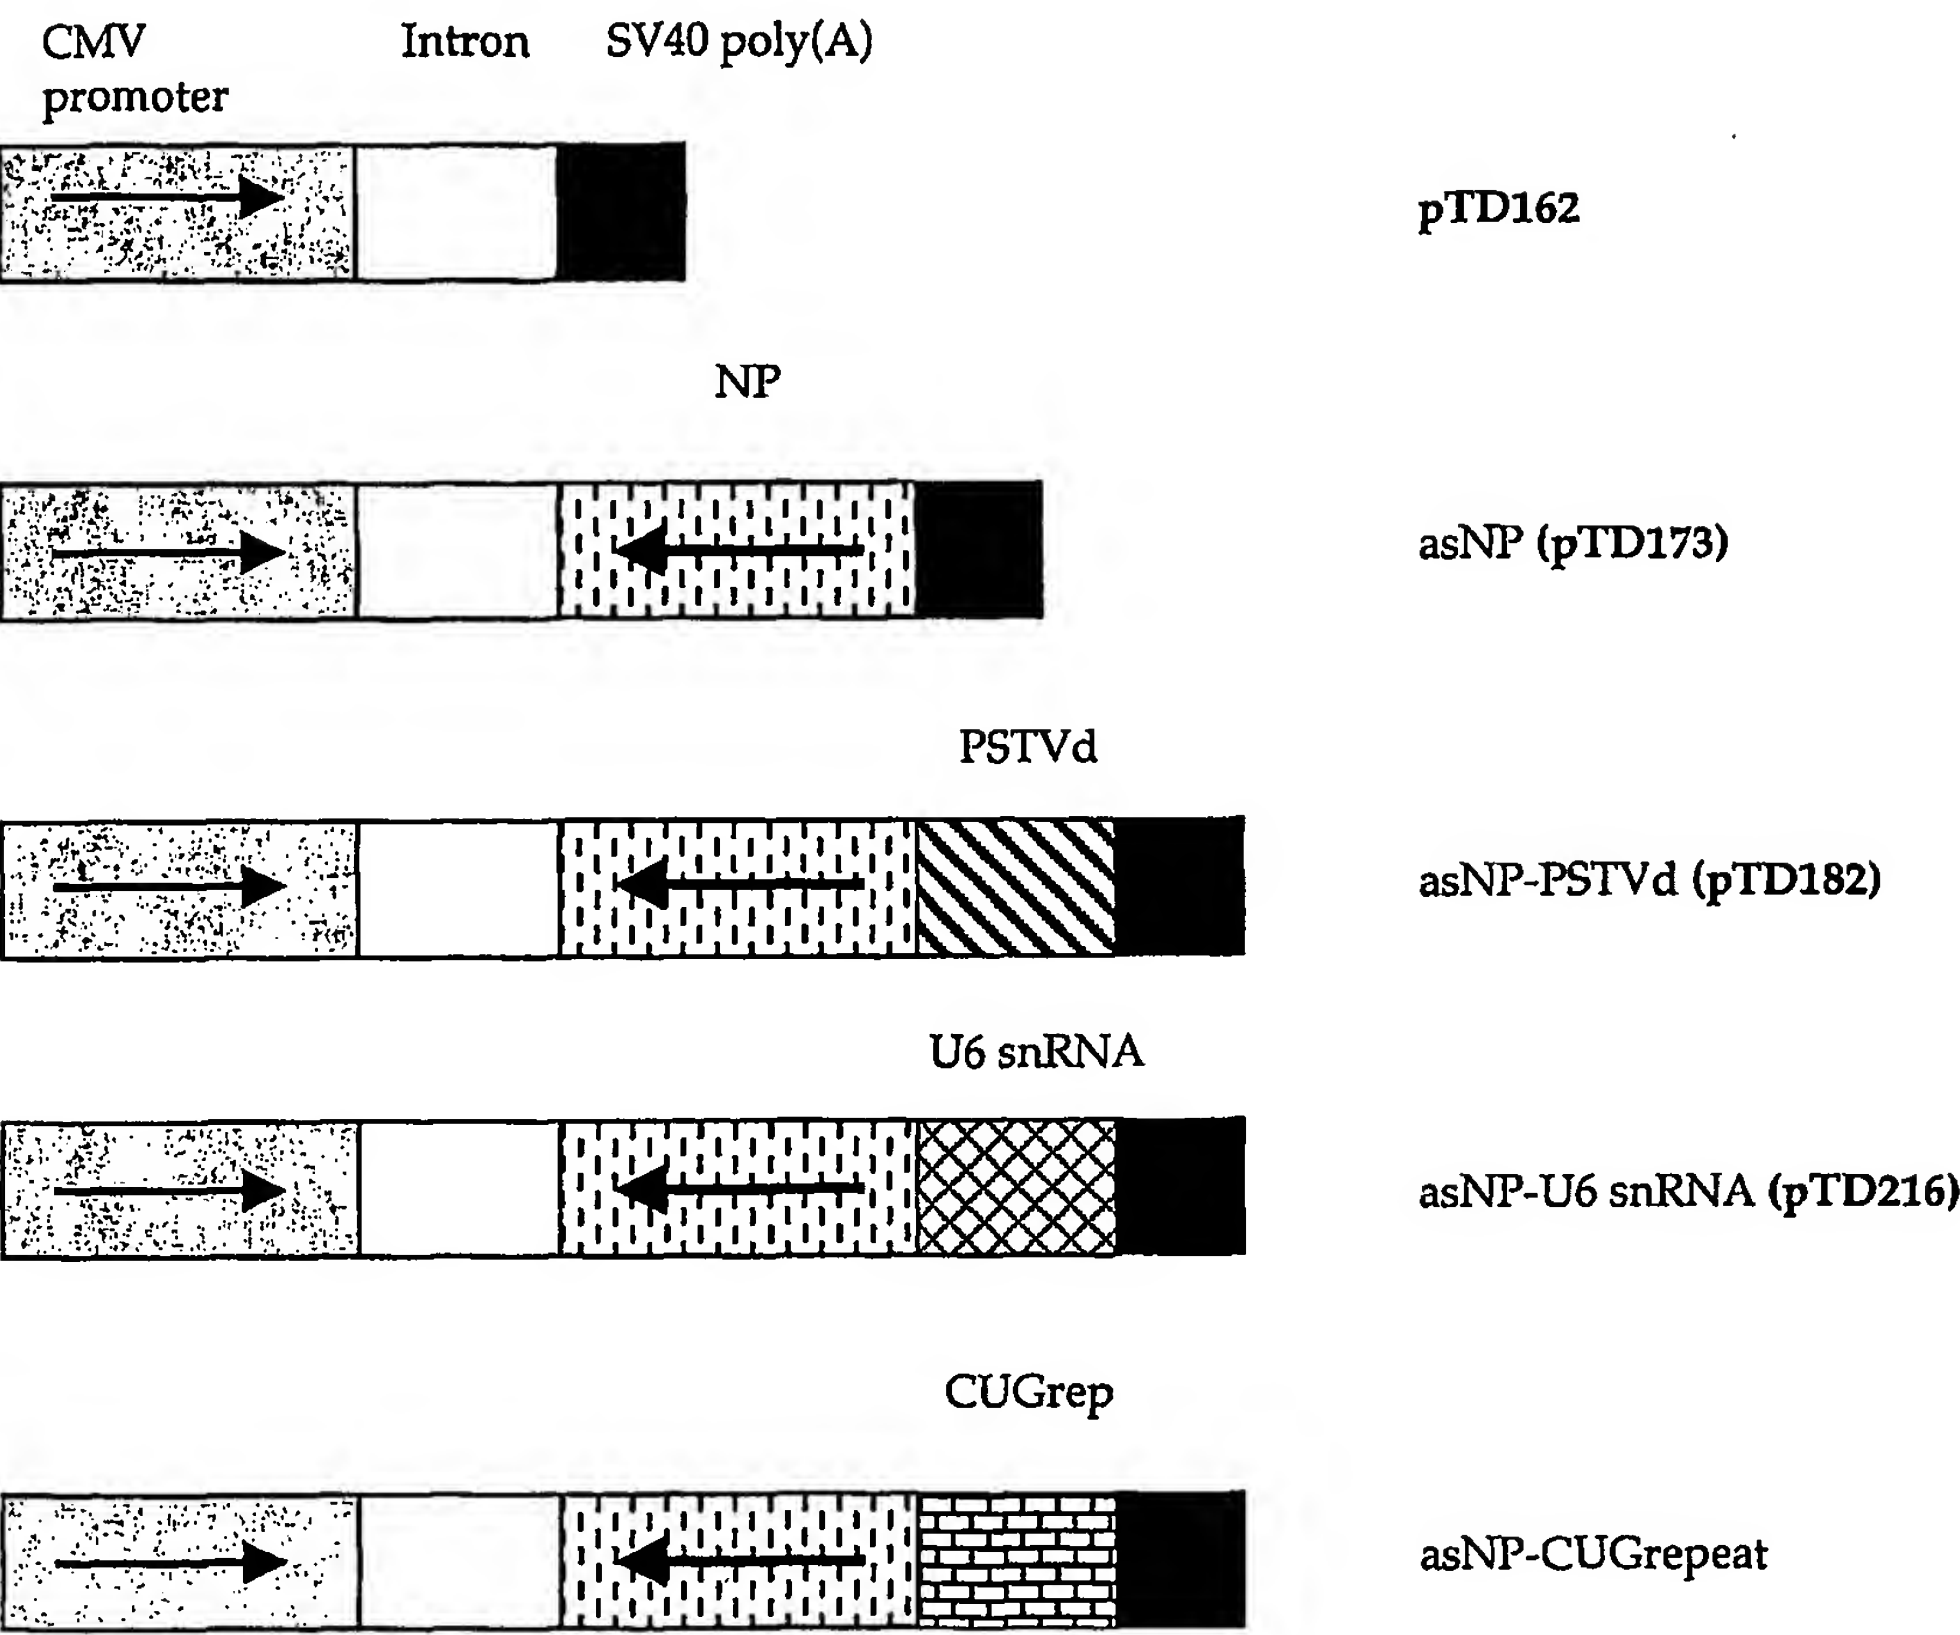 CMV
promoter
Intron
SV40 poly(A)
pTD162
NP
asNP (pTD173)
PSTVd
asNP-PSTVd (pTD182)
U6 snRNA
asNP-U6 snRNA (pTD216)
CUGrep
asNP-CUGrepeat